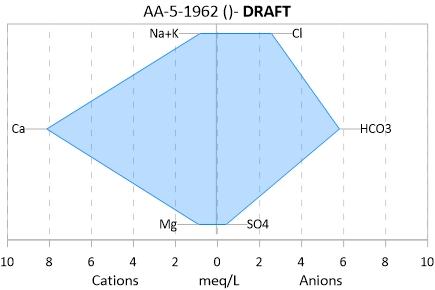 AA-5-1962 ()- DRAFT
Na+K Cl
Ca HCO3
Mg SO4
10 8 6 4 2 0 2 4 6 8 10
Cations meq/L Anions